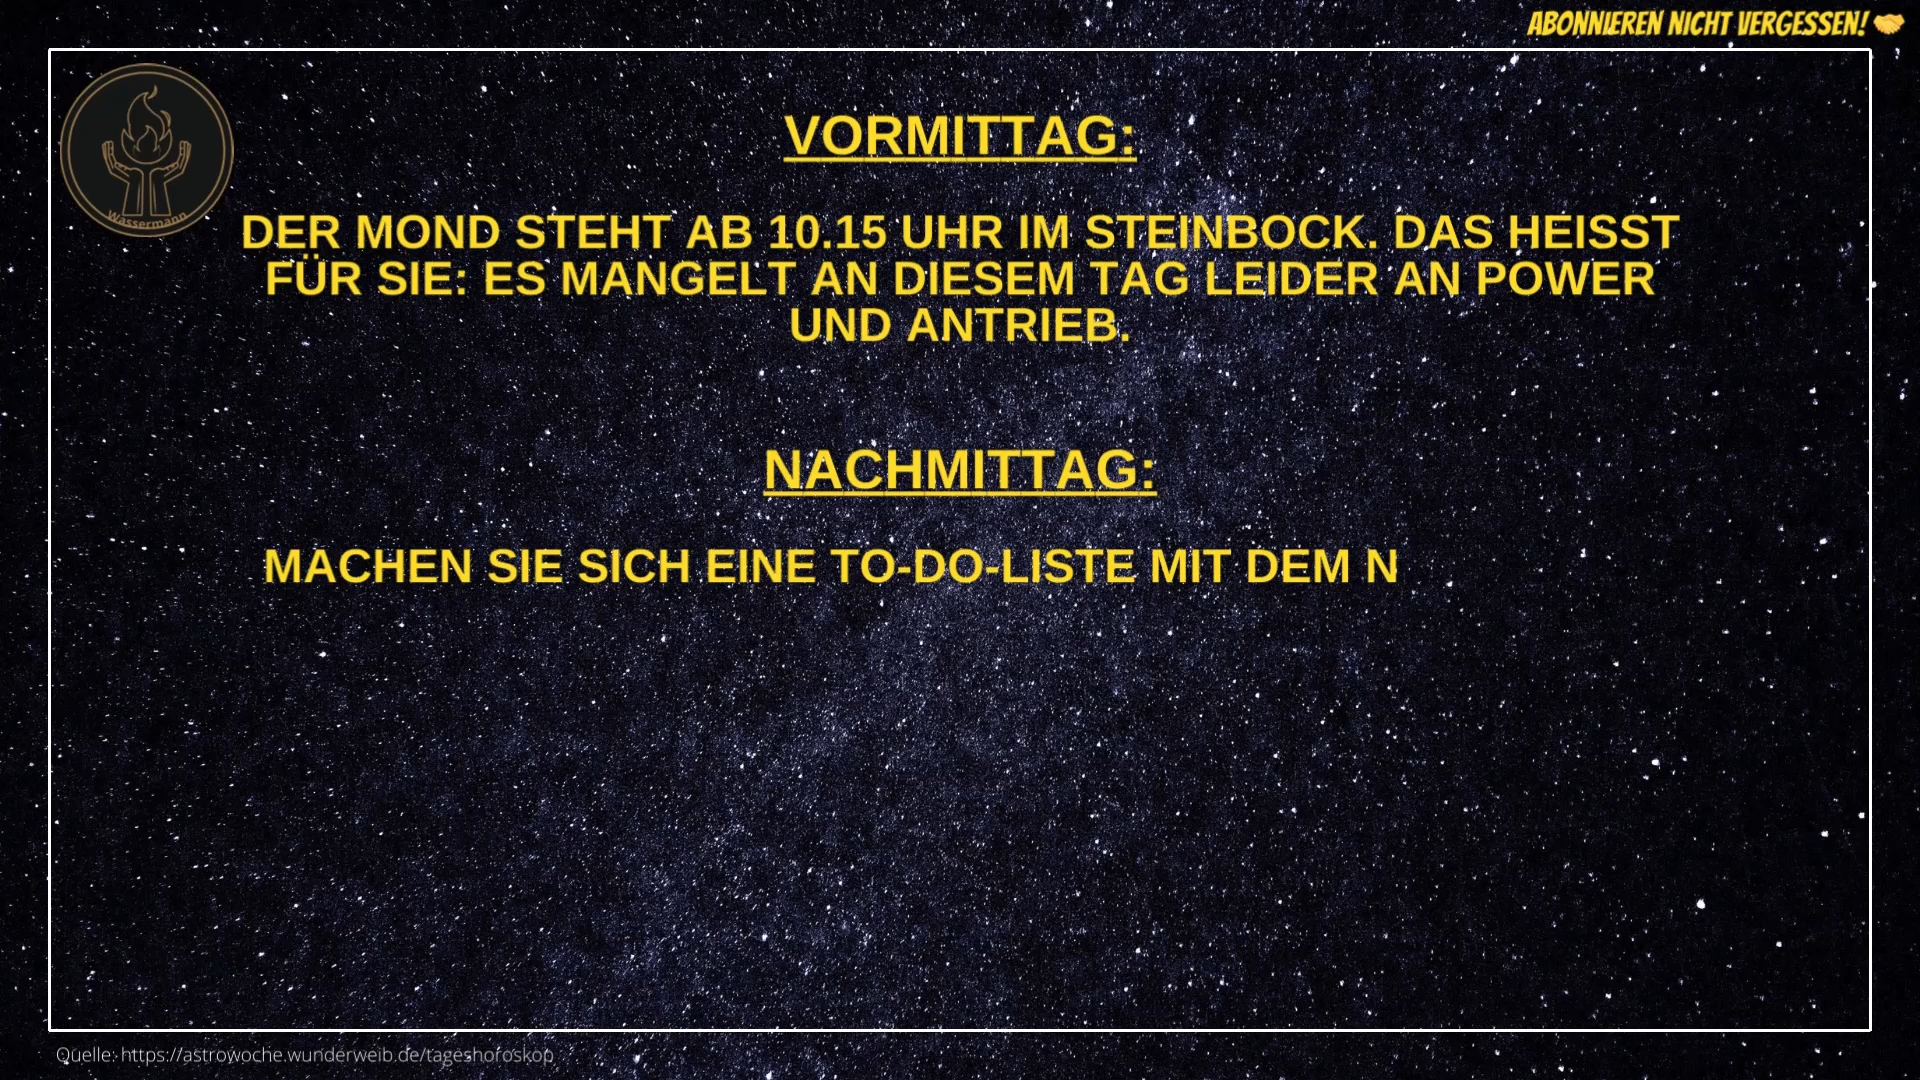 ABONNIEREN NICHT VERGESSEN!
Wassermann
VORMITTAG:
DER MOND STEHT AB 10.15 UHR IM STEINBOCK. DAS HEISST
FÜR SIE: ES MANGELT AN DIESEM TAG LEIDER AN POWER
UND ANTRIEB.
NACHMITTAG:
MACHEN SIE SICH EINE TO-DO-LISTE MIT DEM N
Quelle: https://astrowoche.wunderweib.de/tageshoroskop